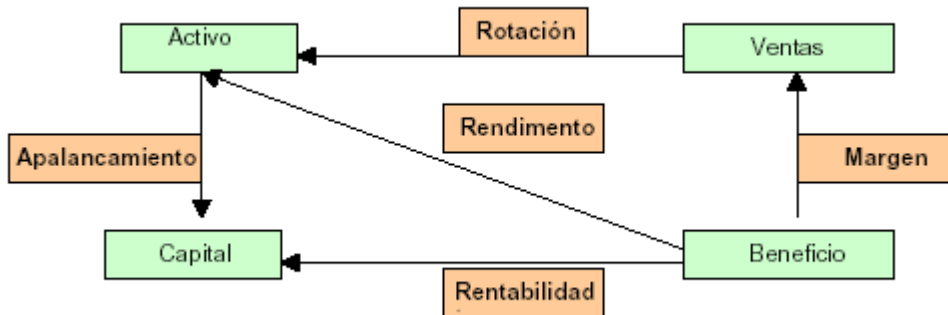 Activo
Rotación
Ventas
Rendimento
Apalancamiento
Margen
Capital
Beneficio
Rentabilidad